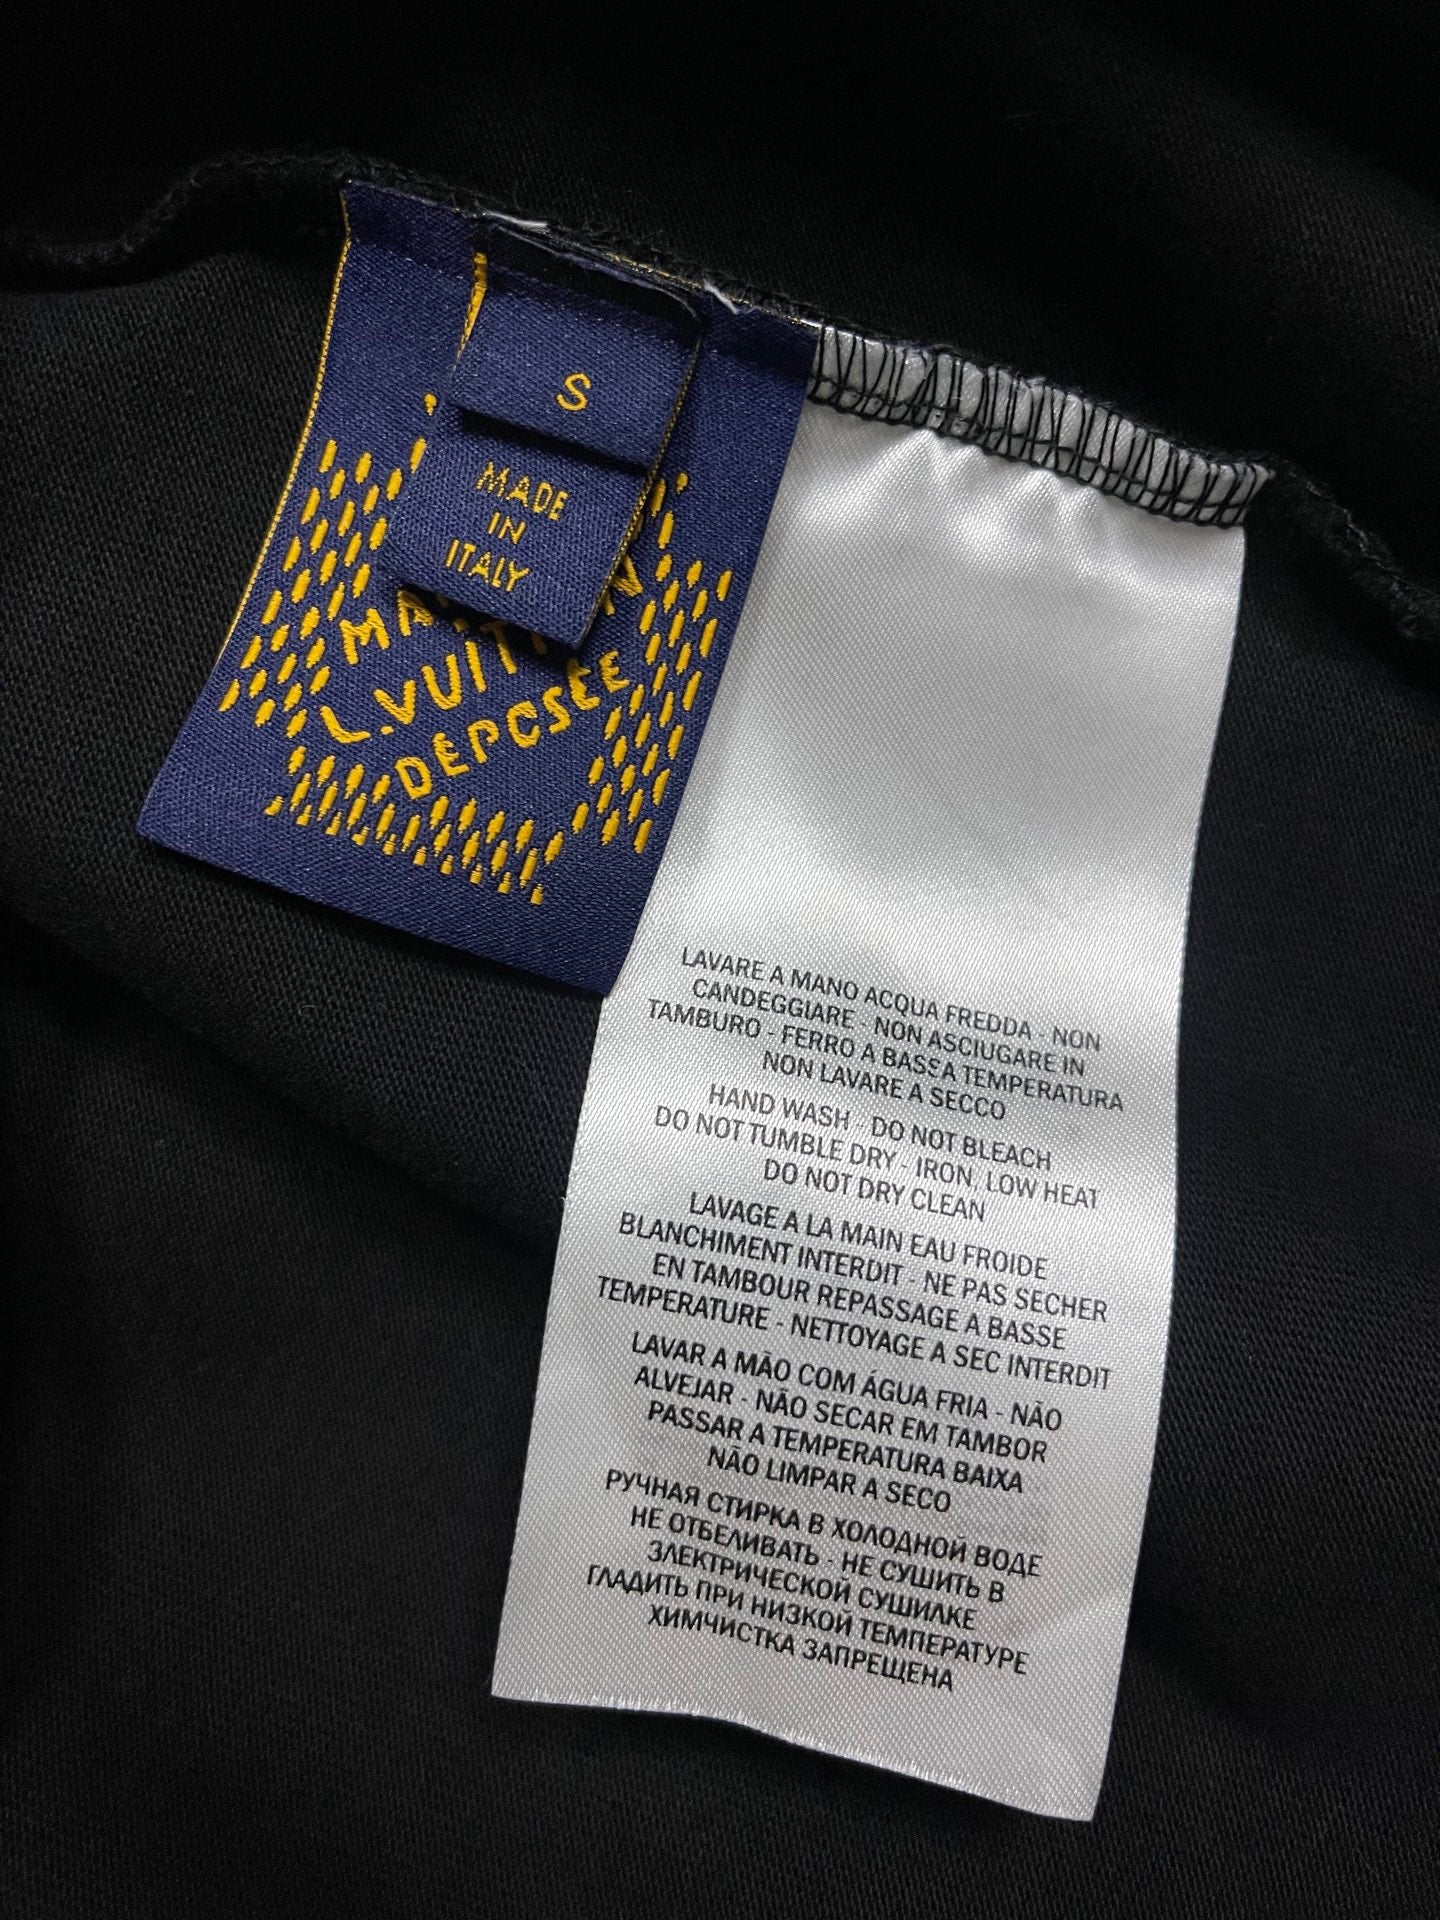 S
MADE
IN
ITALY
L.VUITTON
DEPOSEE
LAVARE A MANO ACQUA FREDDA - NON
CANDEGGIARE - NON ASCIUGARE IN
TAMBURO - FERRO A BASSA TEMPERATURA
NON LAVARE A SECCO
HAND WASH - DO NOT BLEACH
DO NOT TUMBLE DRY - IRON, LOW HEAT
DO NOT DRY CLEAN
LAVAGE A LA MAIN EAU FROIDE
BLANCHIMENT INTERDIT - NE PAS SECHER
EN TAMBOUR REPASSAGE A BASSE
TEMPERATURE - NETTOYAGE A SEC INTERDIT
LAVAR A MÃO COM ÁGUA FRIA - NÃO
ALVEJAR - NÃO SECAR EM TAMBOR
PASSAR A TEMPERATURA BAIXA
NÃO LIMPAR A SECO
РУЧНАЯ СТИРКА В ХОЛОДНОЙ ВОДЕ
НЕ ОТБЕЛИВАТЬ - НЕ СУШИТЬ В
ЗЛЕКТРИЧЕСКОЙ СУШИЛКЕ
ГЛАДИТЬ ПРИ НИЗКОЙ ТЕМПЕРАТУРЕ
ХИМЧИСТКА ЗАПРЕЩЕНА